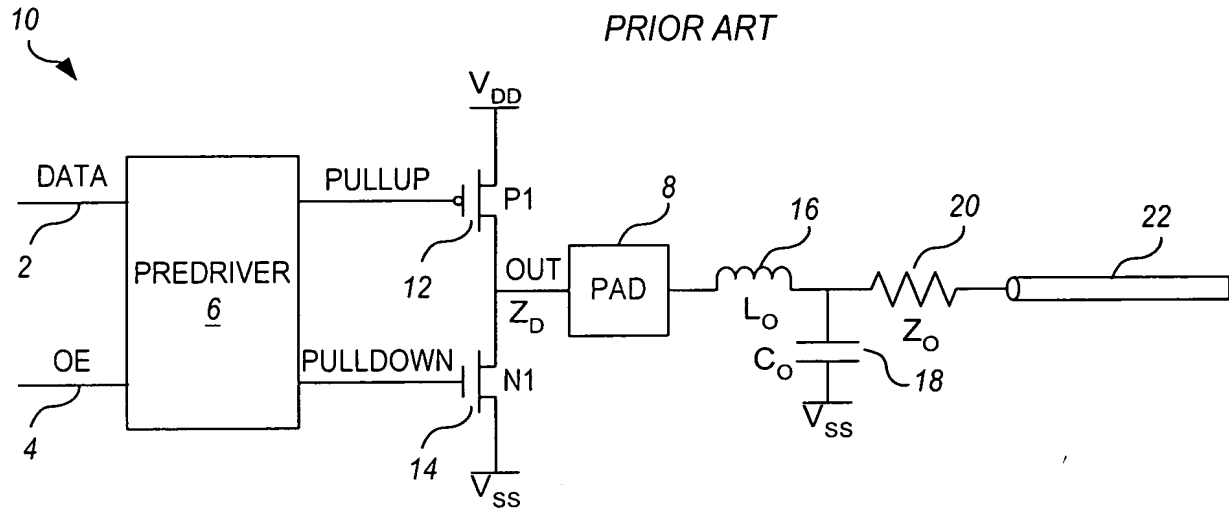 10
PRIOR ART
V_DD
DATA
2
PREDRIVER
6
OE
4
PULLUP
P1
12
PULLDOWN
N1
14
V_SS
OUT
Z_D
8
PAD
16
L_O
C_O
18
V_SS
20
Z_O
22